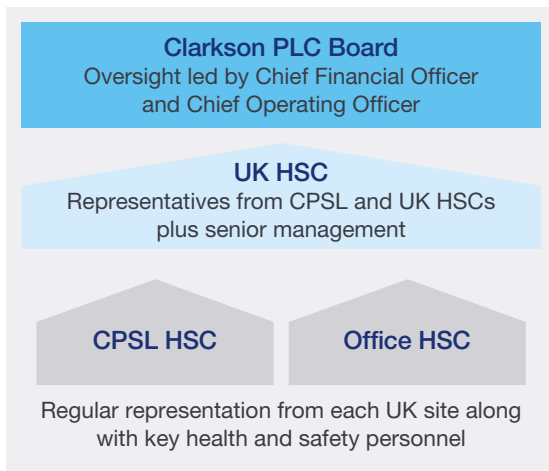 Clarkson PLC Board
Oversight led by Chief Financial Officer
and Chief Operating Officer
UK HSC
Representatives from CPSL and UK HSCs
plus senior management
CPSL HSC
Office HSC
Regular representation from each UK site along
with key health and safety personnel